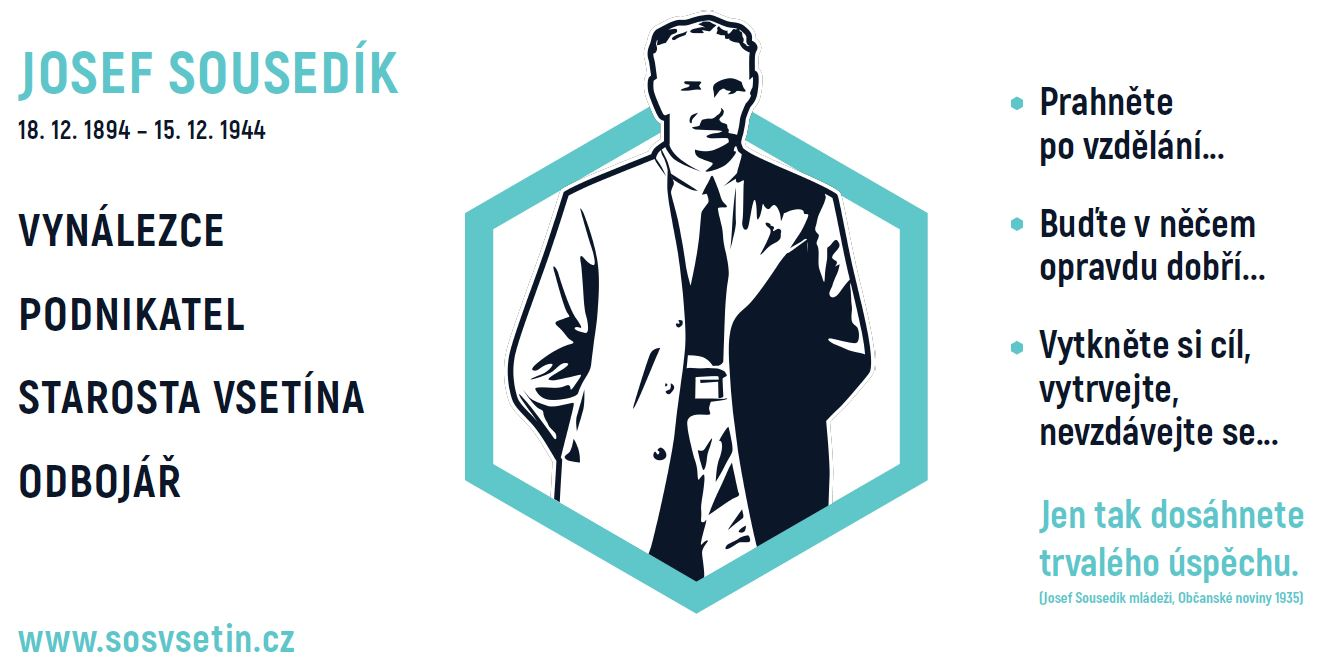 JOSEF SOUSEDÍK
18. 12. 1894 – 15. 12. 1944
VYNÁLEZCE
PODNIKATEL
STAROSTA VSETÍNA
ODBOJÁŘ
www.sosvsetin.cz
Prahněte
po vzdělání...
Buďte v něčem
opravdu dobří...
Vytkněte si cíl,
vytrvejte,
nevzdávejte se...
Jen tak dosáhnete
trvalého úspěchu.
(Josef Sousedík mládeži, Občanské noviny 1935)